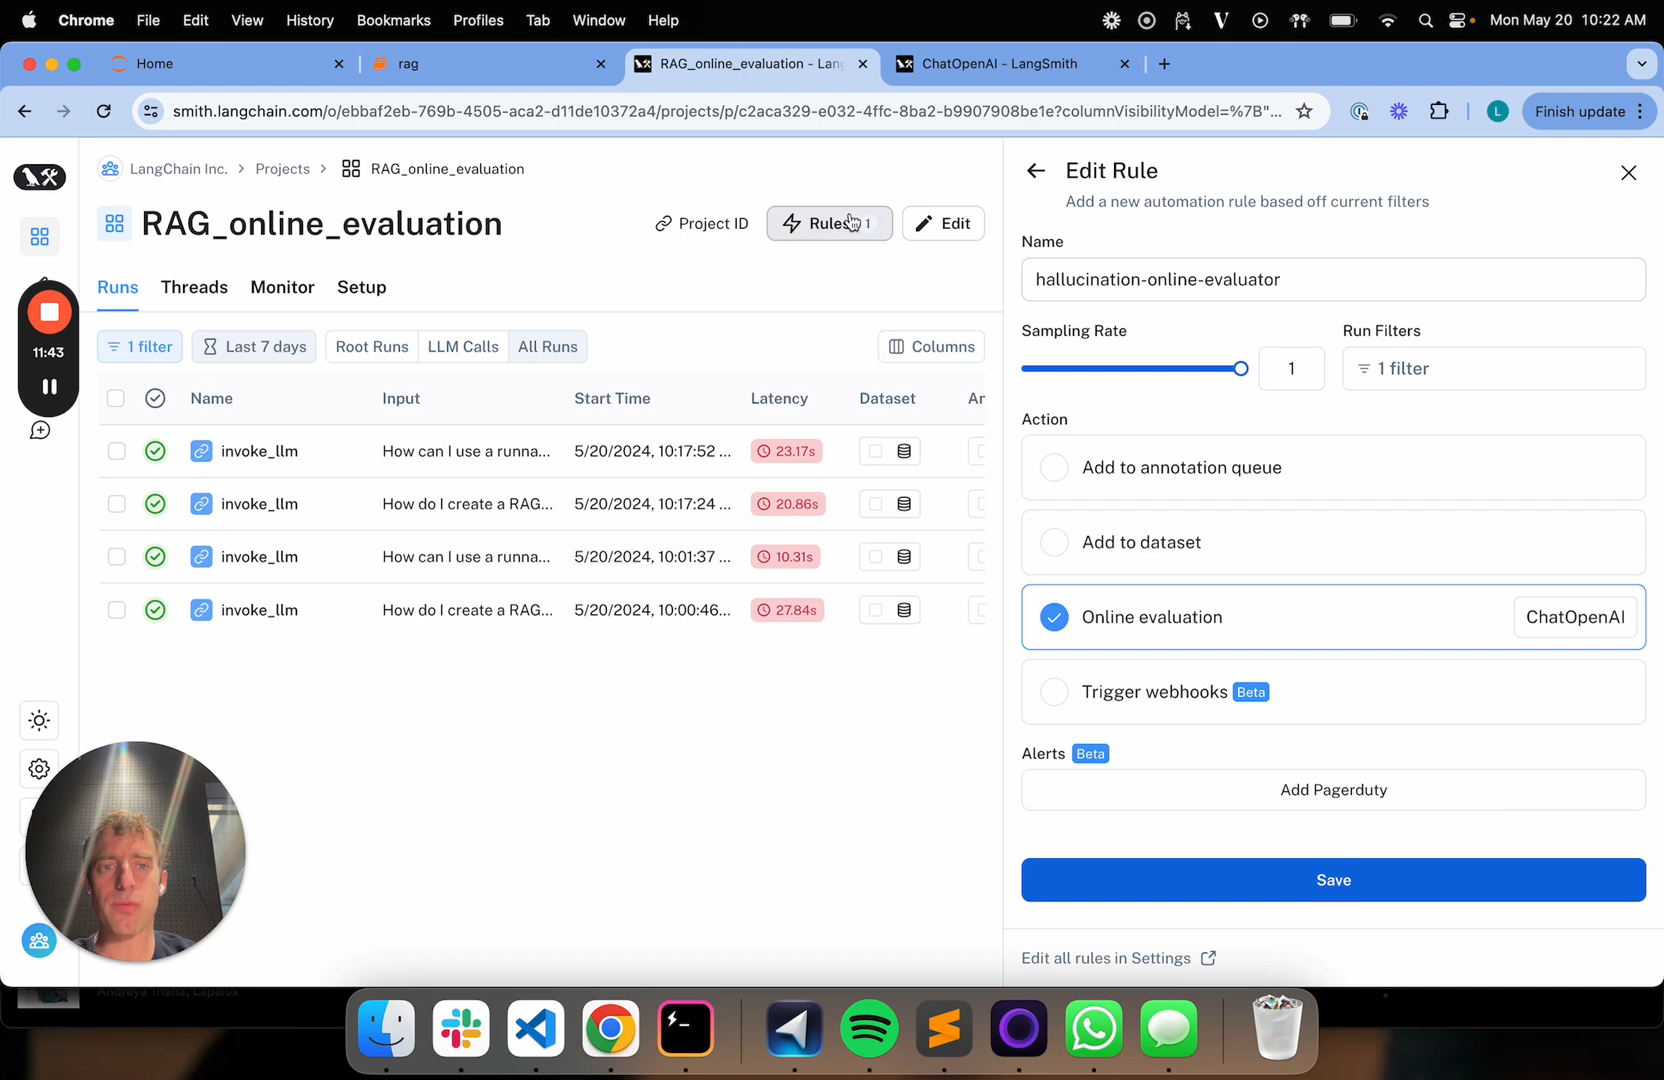 Chrome File Edit View History Bookmarks Profiles Tab Window Help Mon May 20 10:22 AM
Home rag RAG_online_evaluation - Lang ChatOpenAI - LangSmith
smith.langchain.com/o/ebbaf2eb-769b-4505-aca2-d11de10372a4/projects/p/c2aca329-e032-4ffc-8ba2-b9907908be1e?columnVisibilityModel=%7B"... L Finish update
LangChain Inc. > Projects > RAG_online_evaluation
RAG_online_evaluation
Project ID Rules 1 Edit
Runs Threads Monitor Setup
1 filter Last 7 days Root Runs LLM Calls All Runs Columns
Name Input Start Time Latency Dataset Ar
invoke_llm How can I use a runna... 5/20/2024, 10:17:52 ... 23.17s
invoke_llm How do I create a RAG... 5/20/2024, 10:17:24 ... 20.86s
invoke_llm How can I use a runna... 5/20/2024, 10:01:37 ... 10.31s
invoke_llm How do I create a RAG... 5/20/2024, 10:00:46... 27.84s
11:43
Edit Rule
Add a new automation rule based off current filters
Name
hallucination-online-evaluator
Sampling Rate Run Filters
1 1 filter
Action
Add to annotation queue
Add to dataset
Online evaluation ChatOpenAI
Trigger webhooks Beta
Alerts Beta
Add Pagerduty
Save
Edit all rules in Settings
Andreya Triana, Lapalux